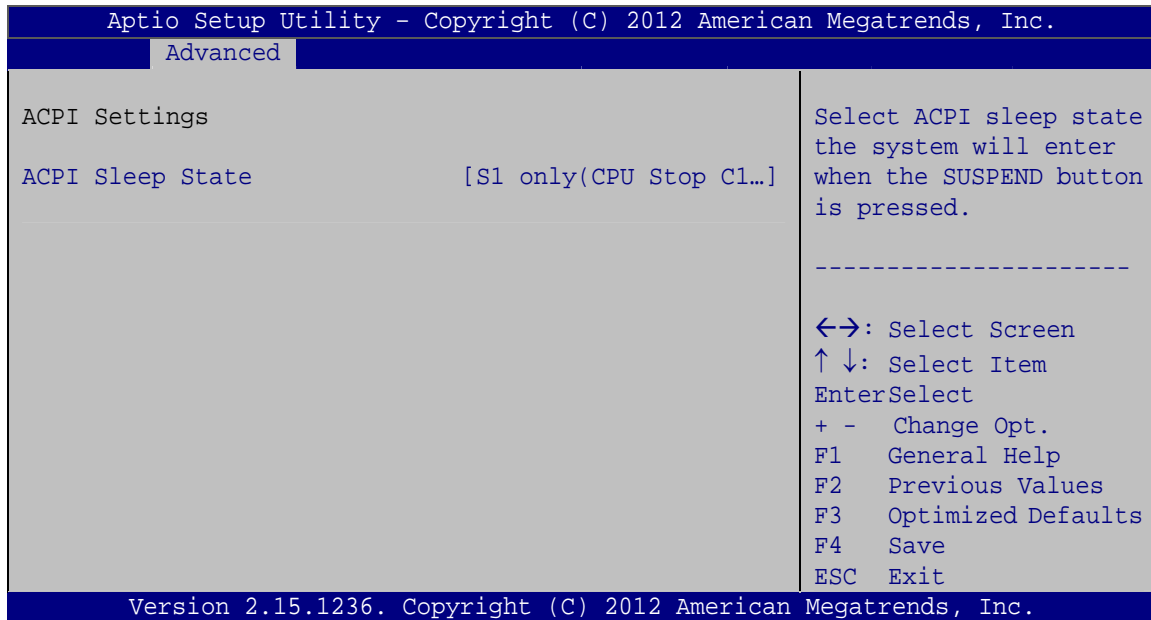 Aptio Setup Utility – Copyright (C) 2012 American Megatrends, Inc.
Advanced
ACPI Settings
ACPI Sleep State [S1 only(CPU Stop C1…]
Select ACPI sleep state
the system will enter
when the SUSPEND button
is pressed.
----------------------
←→: Select Screen
↑ ↓: Select Item
EnterSelect
+ - Change Opt.
F1 General Help
F2 Previous Values
F3 Optimized Defaults
F4 Save
ESC Exit
Version 2.15.1236. Copyright (C) 2012 American Megatrends, Inc.